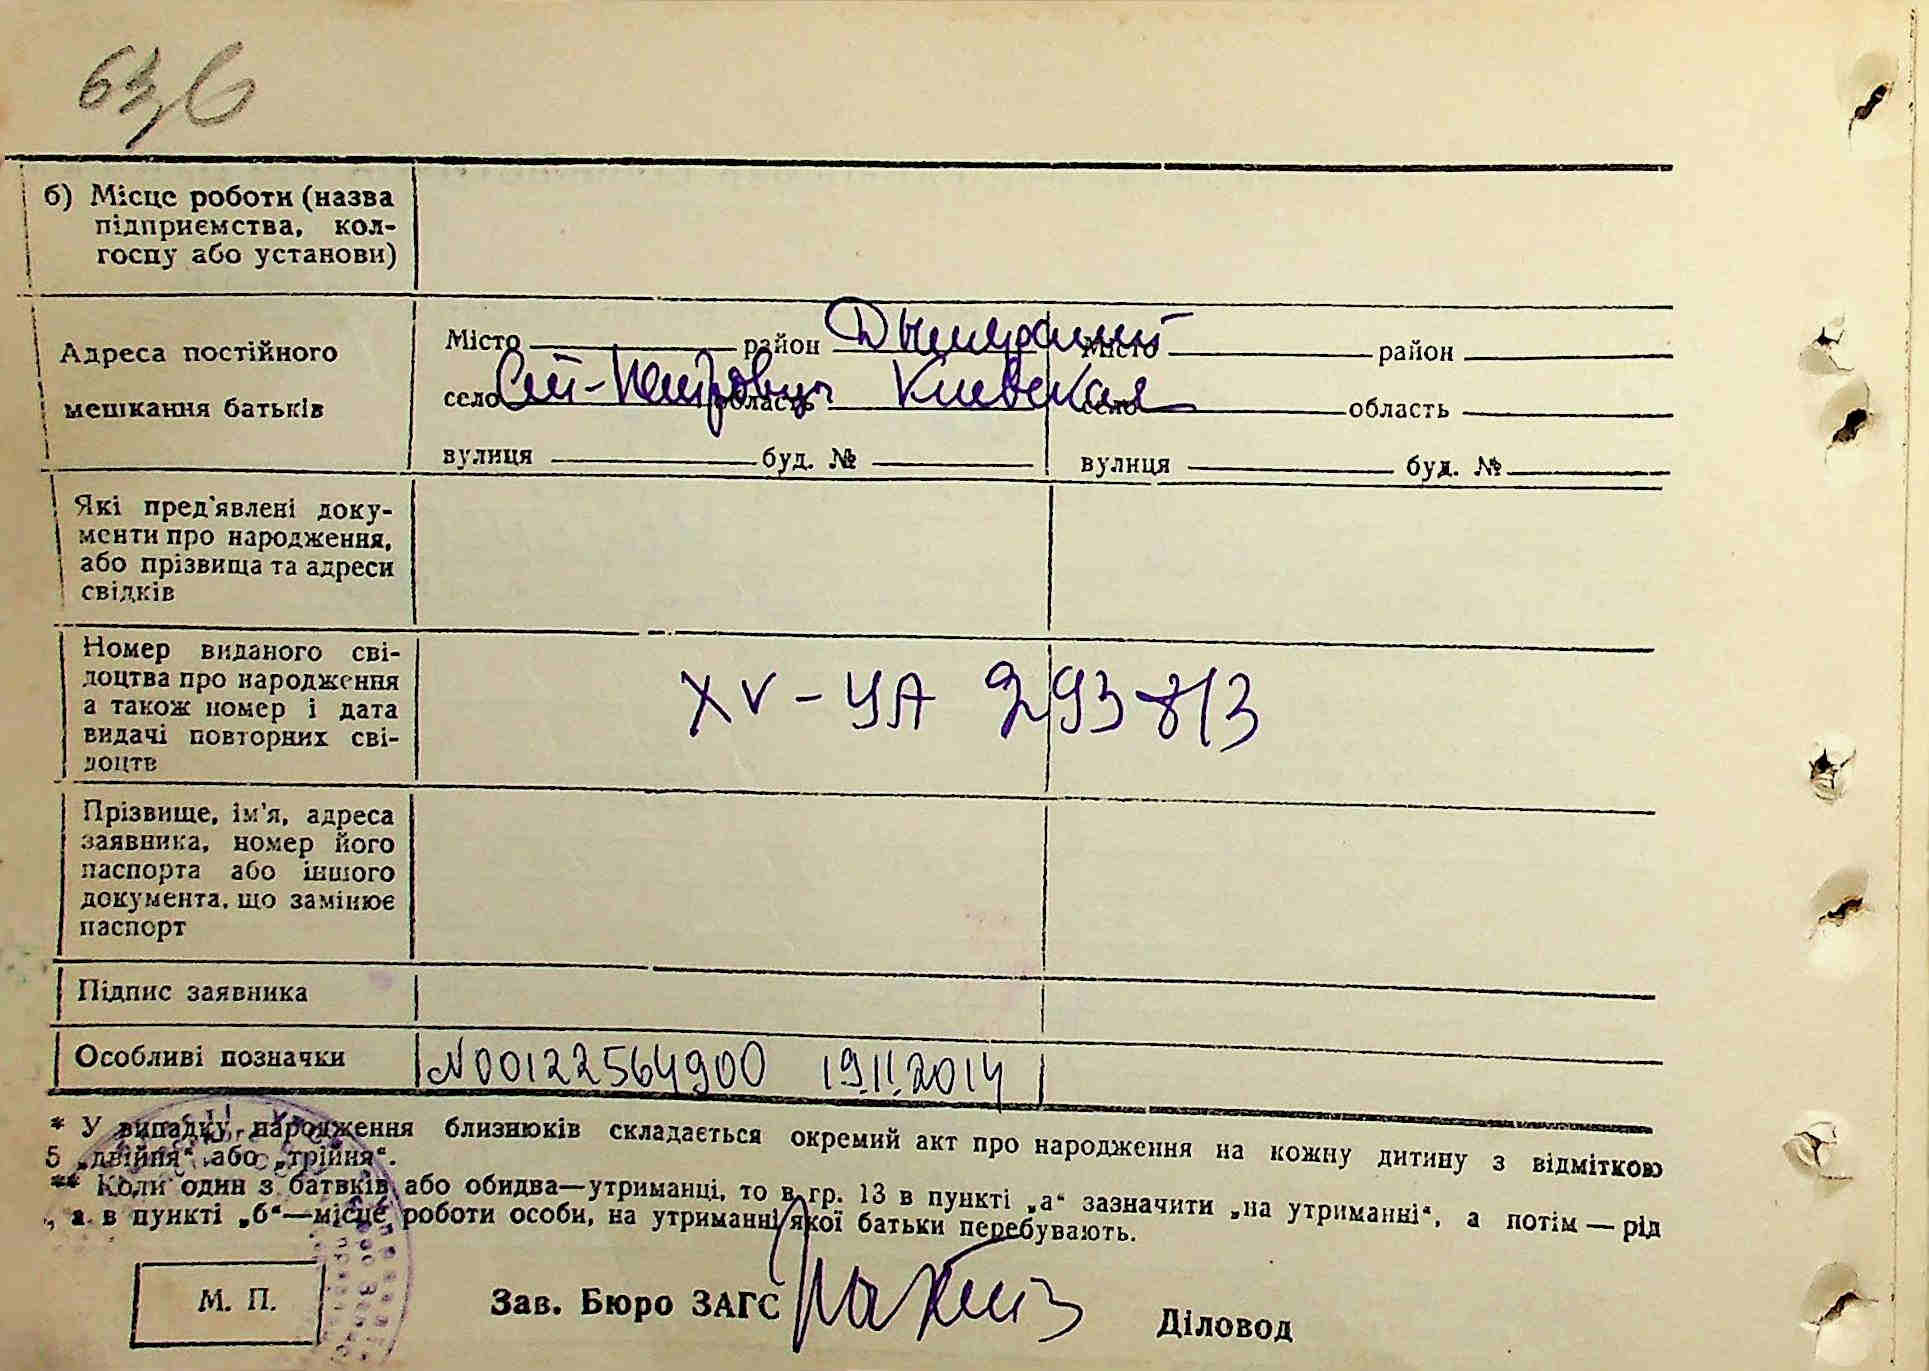 б) Місце роботи (назва
підприємства, кол-
госпу або установи)
Адреса постійного
мешкання батьків
Місто район Дымерский Місто район
село Ст-Петровцы область Киевская село область
вулиця буд. № вулиця буд. №
Які пред'явлені доку-
менти про народження,
або прізвища та адреси
свідків
Номер виданого сві-
доцтва про народження
а також номер і дата
видачі повторних сві-
доцтв
XV-УА 293813
Прізвище, ім'я, адреса
заявника, номер його
паспорта або іншого
документа, що замінює
паспорт
Підпис заявника
Особливі позначки
N00122564900 19.11.2014
* У випадку народження близнюків складається окремий акт про народження на кожну дитину з відміткою
5 „двійня“ або „трійня“.
** Коли один з батьків або обидва—утриманці, то в гр. 13 в пункті „а“ зазначити „на утриманні“, а потім — рід
, а в пункті „б“—місце роботи особи, на утриманні якої батьки перебувають.
М. П.
Зав. Бюро ЗАГС
Діловод